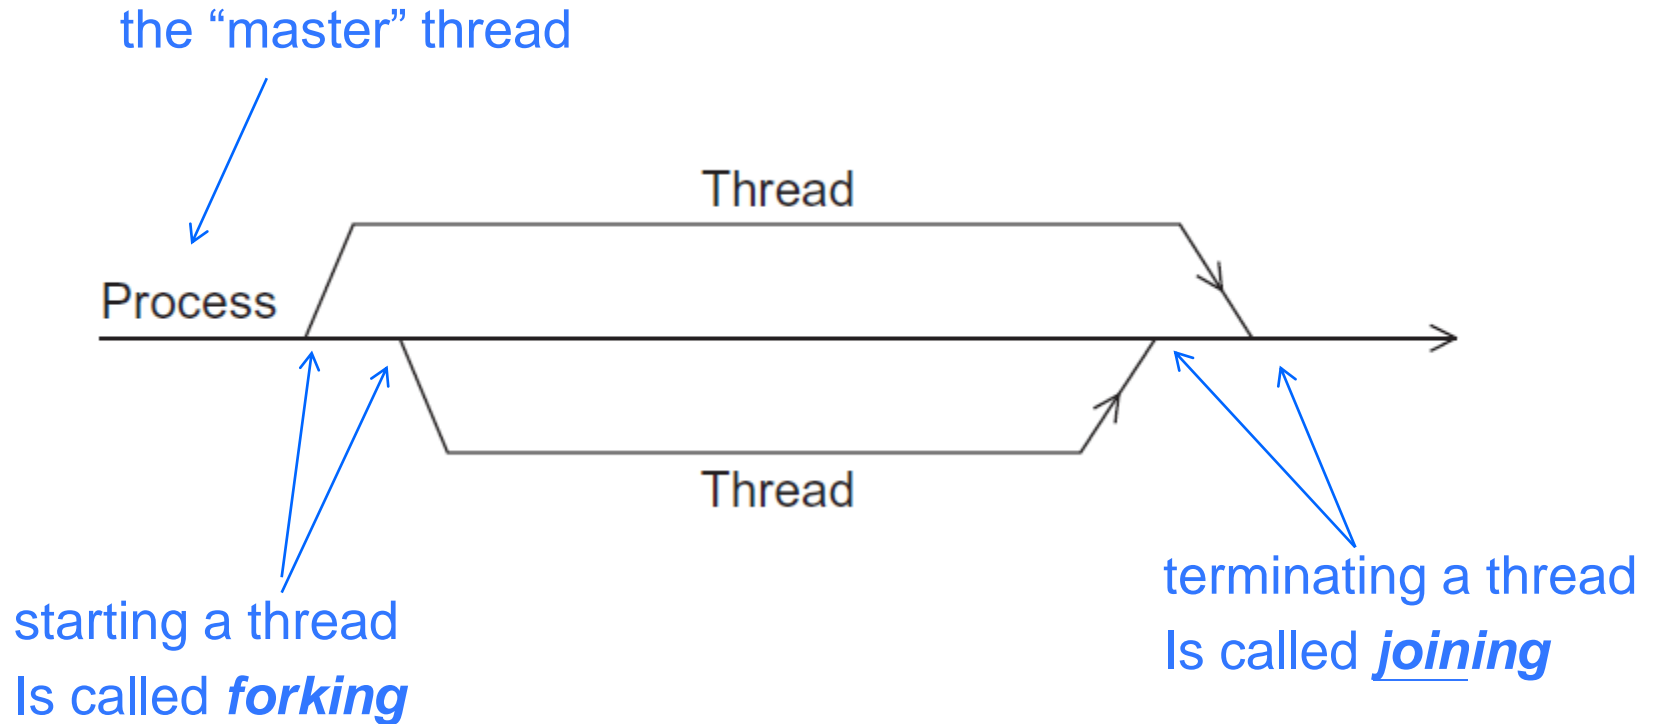 the “master” thread
Thread
Process
Thread
starting a thread
Is called forking
terminating a thread
Is called joining